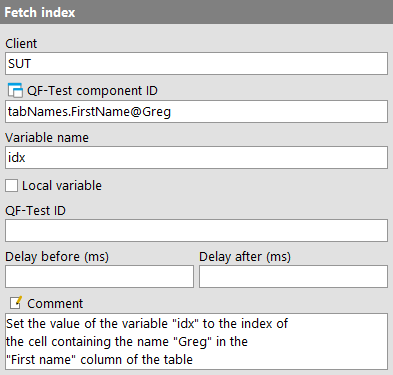 Fetch index
Client
SUT
QF-Test component ID
tabNames.FirstName@Greg
Variable name
idx
Local variable
QF-Test ID
Delay before (ms) Delay after (ms)
Comment
Set the value of the variable "idx" to the index of
the cell containing the name "Greg" in the
"First name" column of the table